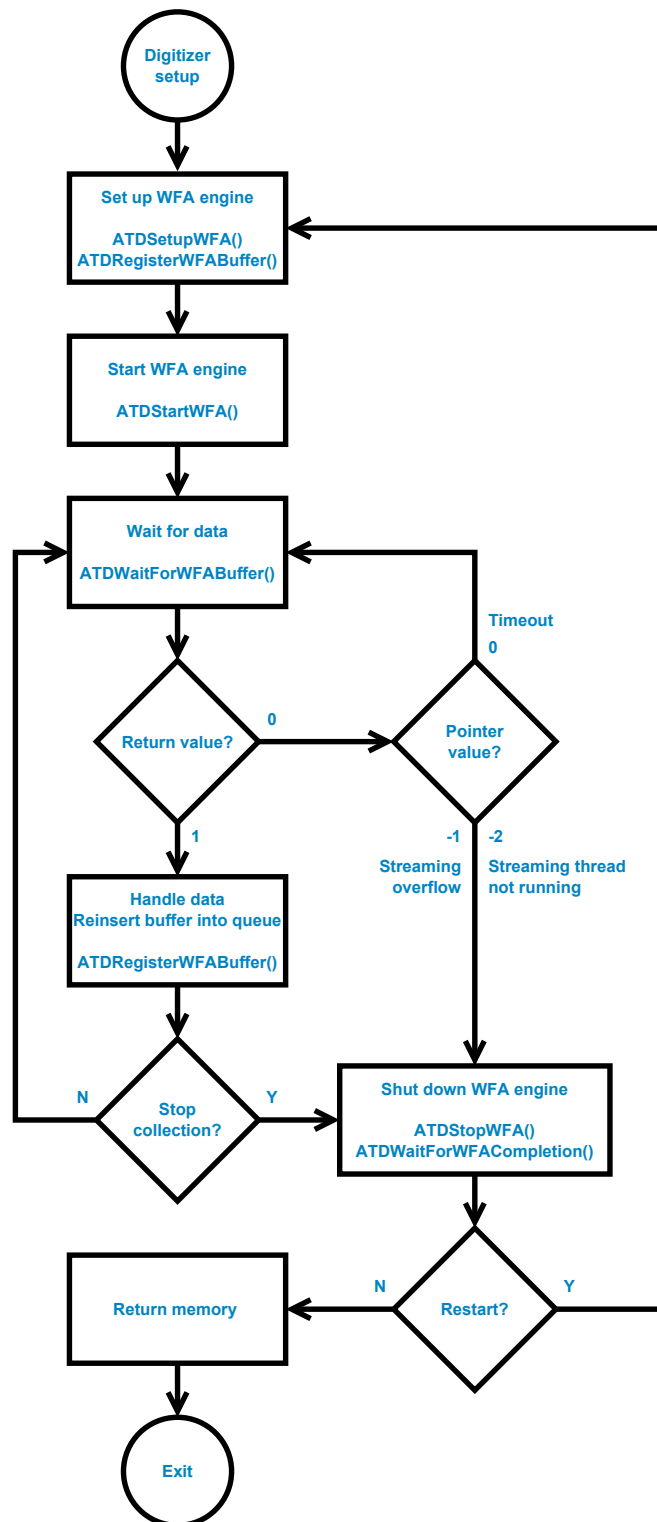 Digitizer
setup
Set up WFA engine
ATDSetupWFA()
ATDRegisterWFABuffer()
Start WFA engine
ATDStartWFA()
Wait for data
ATDWaitForWFABuffer()
Timeout
0
Return value?
0
Pointer
value?
1
-1
-2
Streaming
overflow
Streaming thread
not running
Handle data
Reinsert buffer into queue
ATDRegisterWFABuffer()
N
Stop
collection?
Y
Shut down WFA engine
ATDStopWFA()
ATDWaitForWFACompletion()
Return memory
N
Restart?
Y
Exit